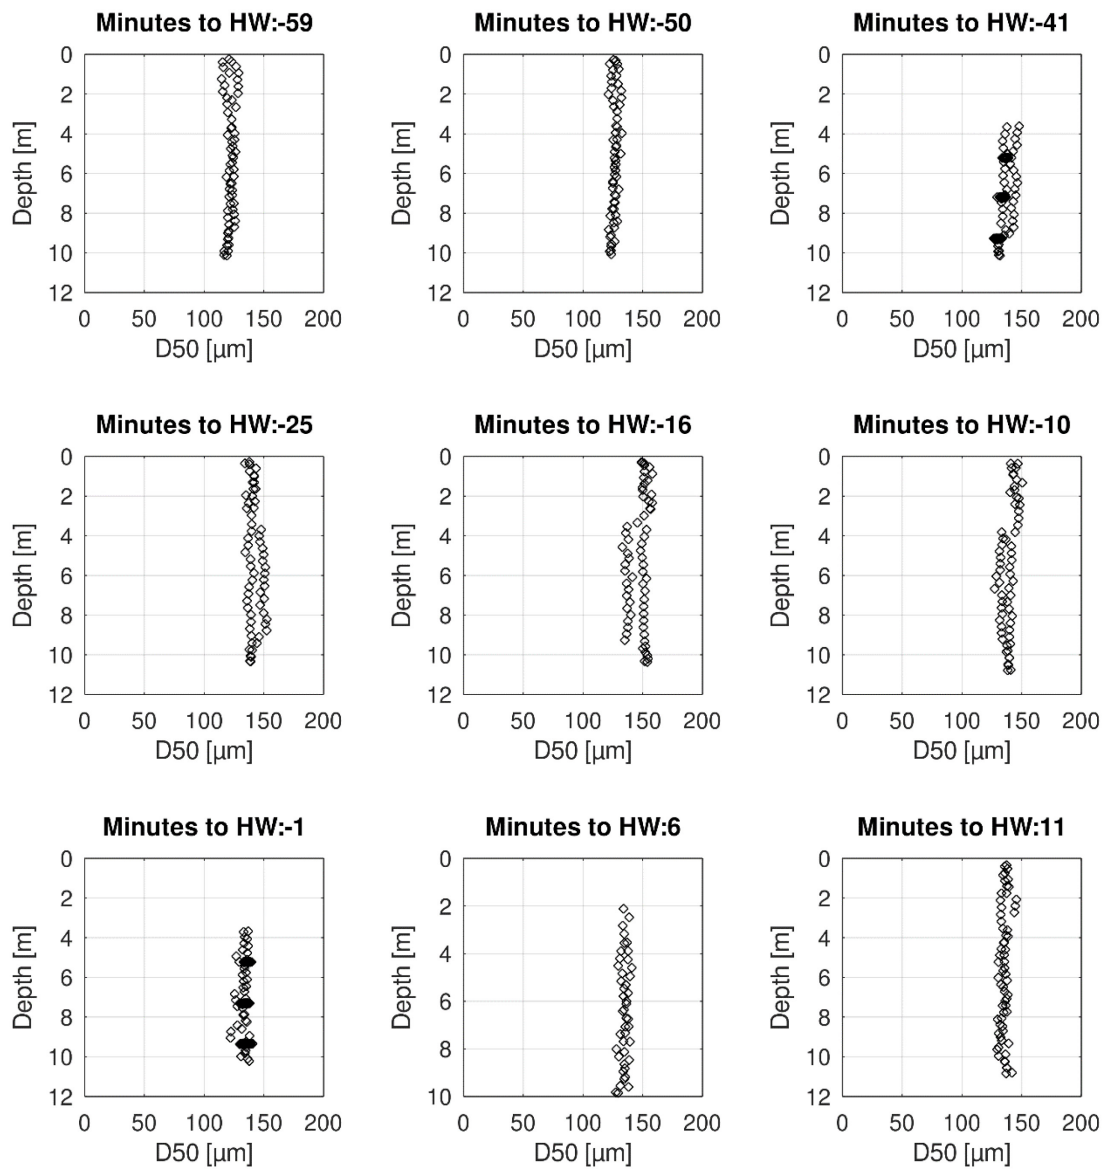 Minutes to HW:-59
Depth [m]
0
2
4
6
8
10
12
0 50 100 150 200
D50 [µm]
Minutes to HW:-50
Depth [m]
0
2
4
6
8
10
12
0 50 100 150 200
D50 [µm]
Minutes to HW:-41
Depth [m]
0
2
4
6
8
10
12
0 50 100 150 200
D50 [µm]
Minutes to HW:-25
Depth [m]
0
2
4
6
8
10
12
0 50 100 150 200
D50 [µm]
Minutes to HW:-16
Depth [m]
0
2
4
6
8
10
12
0 50 100 150 200
D50 [µm]
Minutes to HW:-10
Depth [m]
0
2
4
6
8
10
12
0 50 100 150 200
D50 [µm]
Minutes to HW:-1
Depth [m]
0
2
4
6
8
10
12
0 50 100 150 200
D50 [µm]
Minutes to HW:6
Depth [m]
0
2
4
6
8
10
0 50 100 150 200
D50 [µm]
Minutes to HW:11
Depth [m]
0
2
4
6
8
10
12
0 50 100 150 200
D50 [µm]